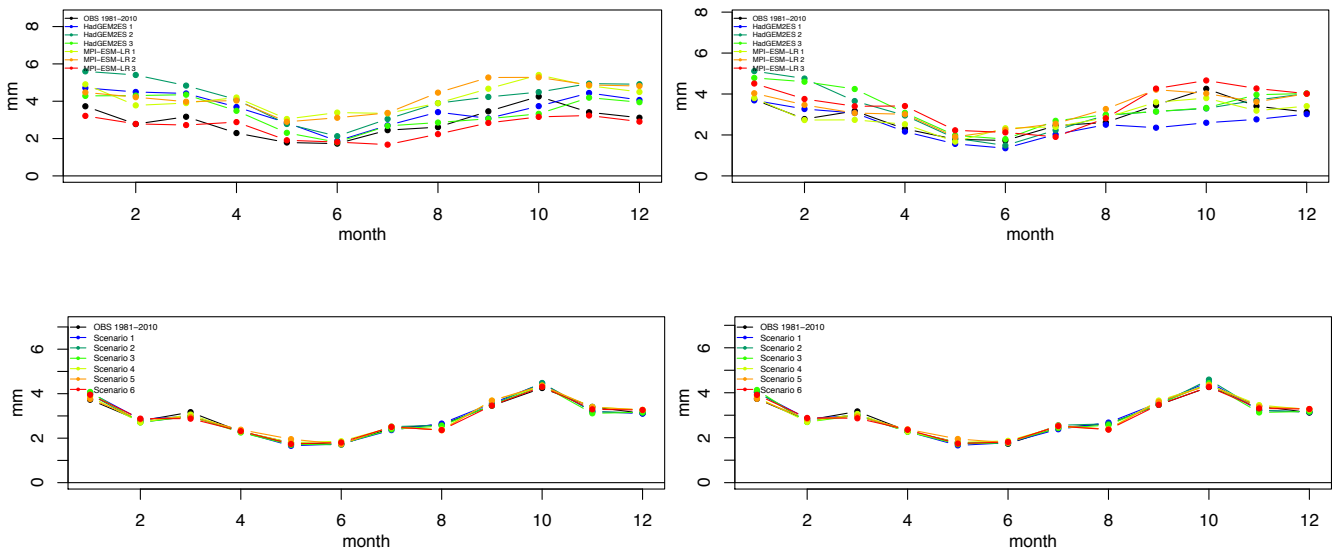 OBS 1981−2010
HadGEM2ES 1
HadGEM2ES 2
HadGEM2ES 3
MPI−ESM−LR 1
MPI−ESM−LR 2
MPI−ESM−LR 3
mm
0 2 4 6 8
2 4 6 8 10 12
month
OBS 1981−2010
HadGEM2ES 1
HadGEM2ES 2
HadGEM2ES 3
MPI−ESM−LR 1
MPI−ESM−LR 2
MPI−ESM−LR 3
mm
0 2 4 6 8
2 4 6 8 10 12
month
OBS 1981−2010
Scenario 1
Scenario 2
Scenario 3
Scenario 4
Scenario 5
Scenario 6
mm
0 2 4 6
2 4 6 8 10 12
month
OBS 1981−2010
Scenario 1
Scenario 2
Scenario 3
Scenario 4
Scenario 5
Scenario 6
mm
0 2 4 6
2 4 6 8 10 12
month